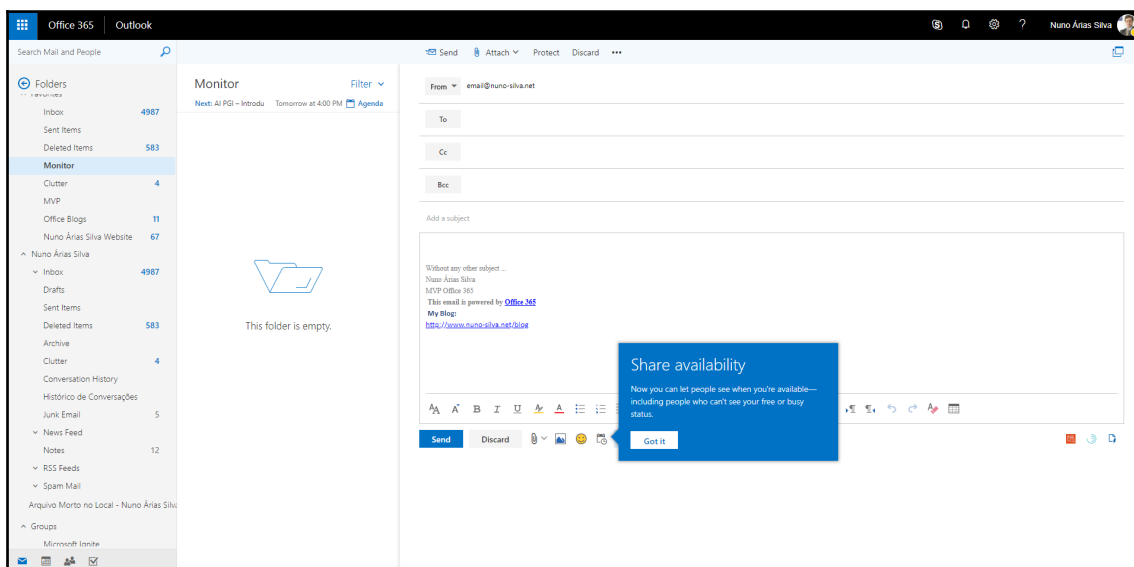 Office 365 Outlook
? Nuno Árias Silva
Search Mail and People
Send Attach Protect Discard •••
Folders
Favorites
Inbox 4987
Sent Items
Deleted Items 583
Monitor
Clutter 4
MVP
Office Blogs 11
Nuno Árias Silva Website 67
Nuno Árias Silva
Inbox 4987
Drafts
Sent Items
Deleted Items 583
Archive
Clutter 4
Conversation History
Histórico de Conversações
Junk Email 5
News Feed
Notes 12
RSS Feeds
Spam Mail
Arquivo Morto no Local - Nuno Árias Silva
Groups
Microsoft Ignite
Monitor Filter
Next: AI PGI – Introdu Tomorrow at 4:00 PM Agenda
This folder is empty.
From email@nuno-silva.net
To
Cc
Bcc
Add a subject
Without any other subject ...
Nuno Árias Silva
MVP Office 365
This email is powered by Office 365
My Blog:
http://www.nuno-silva.net/blog
Share availability
Now you can let people see when you're available—
including people who can't see your free or busy
status.
Got it
B I U A
Send Discard